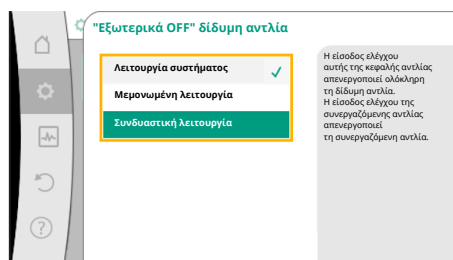 "Εξωτερικά OFF" δίδυμη αντλία
Λειτουργία συστήματος
Μεμονωμένη λειτουργία
Συνδυαστική λειτουργία
Η είσοδος ελέγχου
αυτής της κεφαλής αντλίας
απενεργοποιεί ολόκληρη
τη δίδυμη αντλία.
Η είσοδος ελέγχου της
συνεργαζόμενης αντλίας
απενεργοποιεί
τη συνεργαζόμενη αντλία.